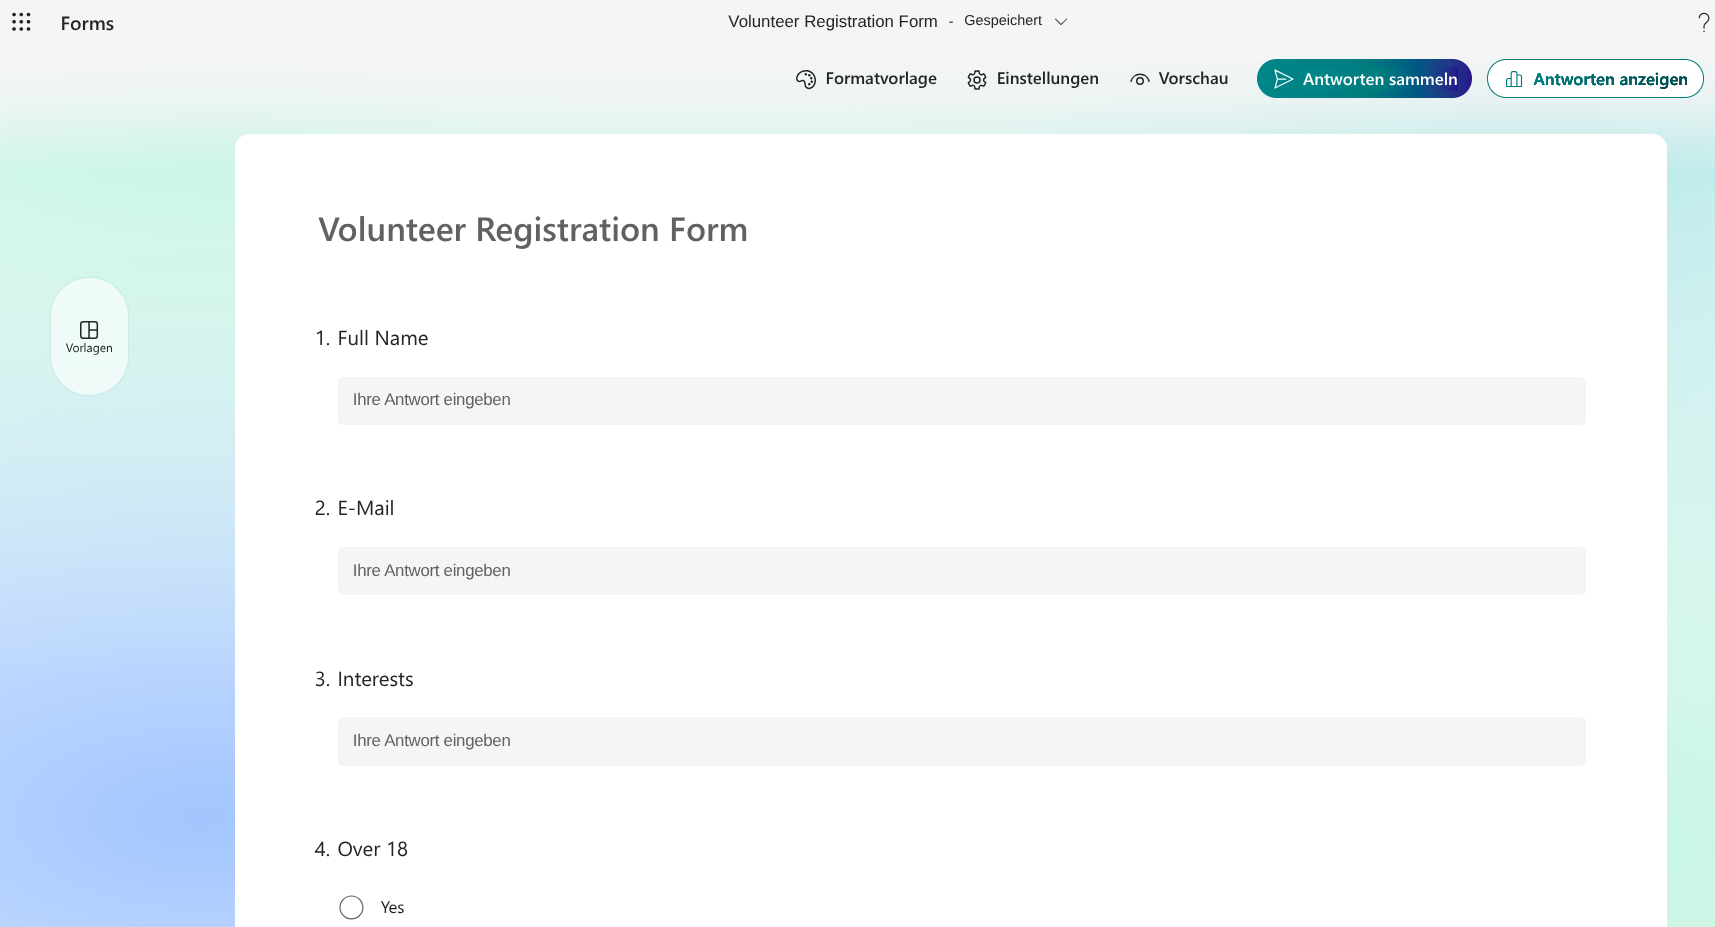 Forms
Volunteer Registration Form - Gespeichert
?
Formatvorlage Einstellungen Vorschau Antworten sammeln Antworten anzeigen
Volunteer Registration Form
1. Full Name
Ihre Antwort eingeben
Vorlagen
2. E-Mail
Ihre Antwort eingeben
3. Interests
Ihre Antwort eingeben
4. Over 18
Yes